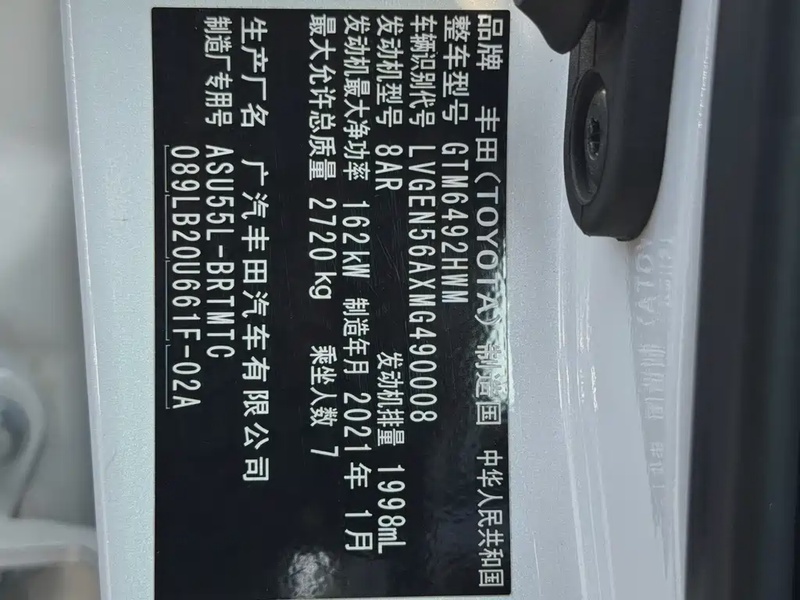 品牌 丰田(TOYOTA) 制造国 中华人民共和国
整车型号 GTM6492HWM
车辆识别代号 LVGEN56AXMG490008
发动机型号 8AR 发动机排量 1998mL
发动机最大净功率 162kW 制造年月 2021年 1月
最大允许总质量 2720kg 乘坐人数 7
生产厂名 广汽丰田汽车有限公司
制造厂专用号 ASU55L-BRTMTC
089LB20U661F-02A